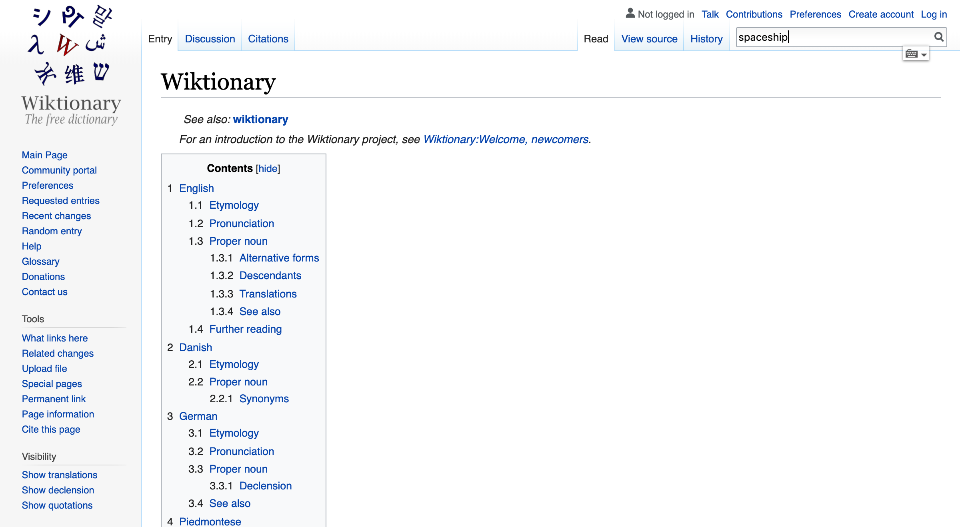 Not logged in Talk Contributions Preferences Create account Log in
Entry Discussion Citations Read View source History spaceship
シ  말
λ W ش
维 ש
Wiktionary
The free dictionary
Main Page
Community portal
Preferences
Requested entries
Recent changes
Random entry
Help
Glossary
Donations
Contact us
Tools
What links here
Related changes
Upload file
Special pages
Permanent link
Page information
Cite this page
Visibility
Show translations
Show declension
Show quotations
Wiktionary
See also: wiktionary
For an introduction to the Wiktionary project, see Wiktionary:Welcome, newcomers.
Contents [hide]
1 English
1.1 Etymology
1.2 Pronunciation
1.3 Proper noun
1.3.1 Alternative forms
1.3.2 Descendants
1.3.3 Translations
1.3.4 See also
1.4 Further reading
2 Danish
2.1 Etymology
2.2 Proper noun
2.2.1 Synonyms
3 German
3.1 Etymology
3.2 Pronunciation
3.3 Proper noun
3.3.1 Declension
3.4 See also
4 Piedmontese